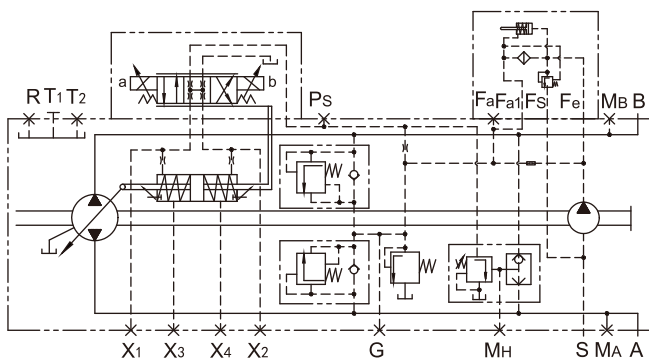 a b
R T1 T2 PS Fa Fa1 FS Fe MB B
X1 X3 X4 X2 G MH S MA A